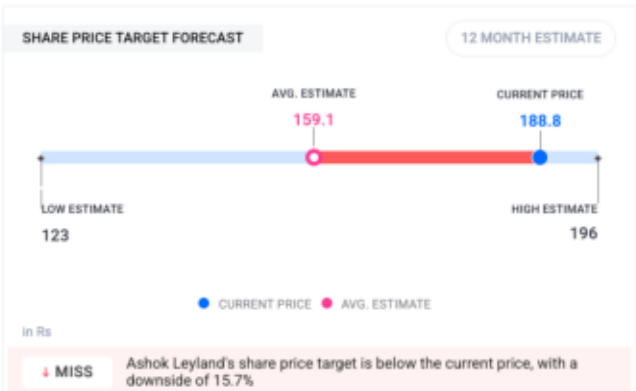 SHARE PRICE TARGET FORECAST
12 MONTH ESTIMATE
AVG. ESTIMATE
159.1
CURRENT PRICE
188.8
LOW ESTIMATE
123
HIGH ESTIMATE
196
CURRENT PRICE
AVG. ESTIMATE
in Rs
↓ MISS
Ashok Leyland's share price target is below the current price, with a
downside of 15.7%